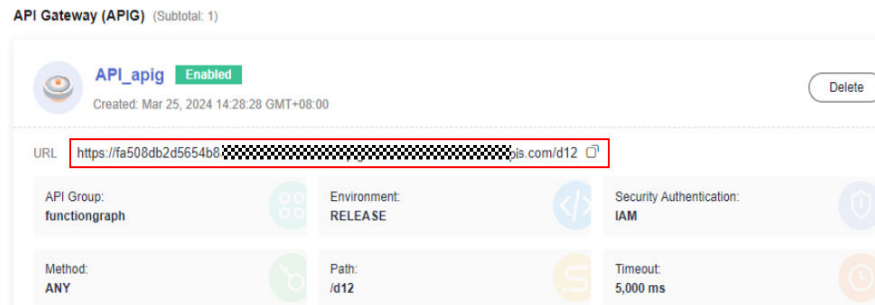 API Gateway (APIG) (Subtotal: 1)
API_apig Enabled
Created: Mar 25, 2024 14:28:28 GMT+08:00
Delete
URL https://fa508db2d5654b8 pis.com/d12
API Group:
functiongraph
Environment:
RELEASE
Security Authentication:
IAM
Method:
ANY
Path:
/d12
Timeout:
5,000 ms